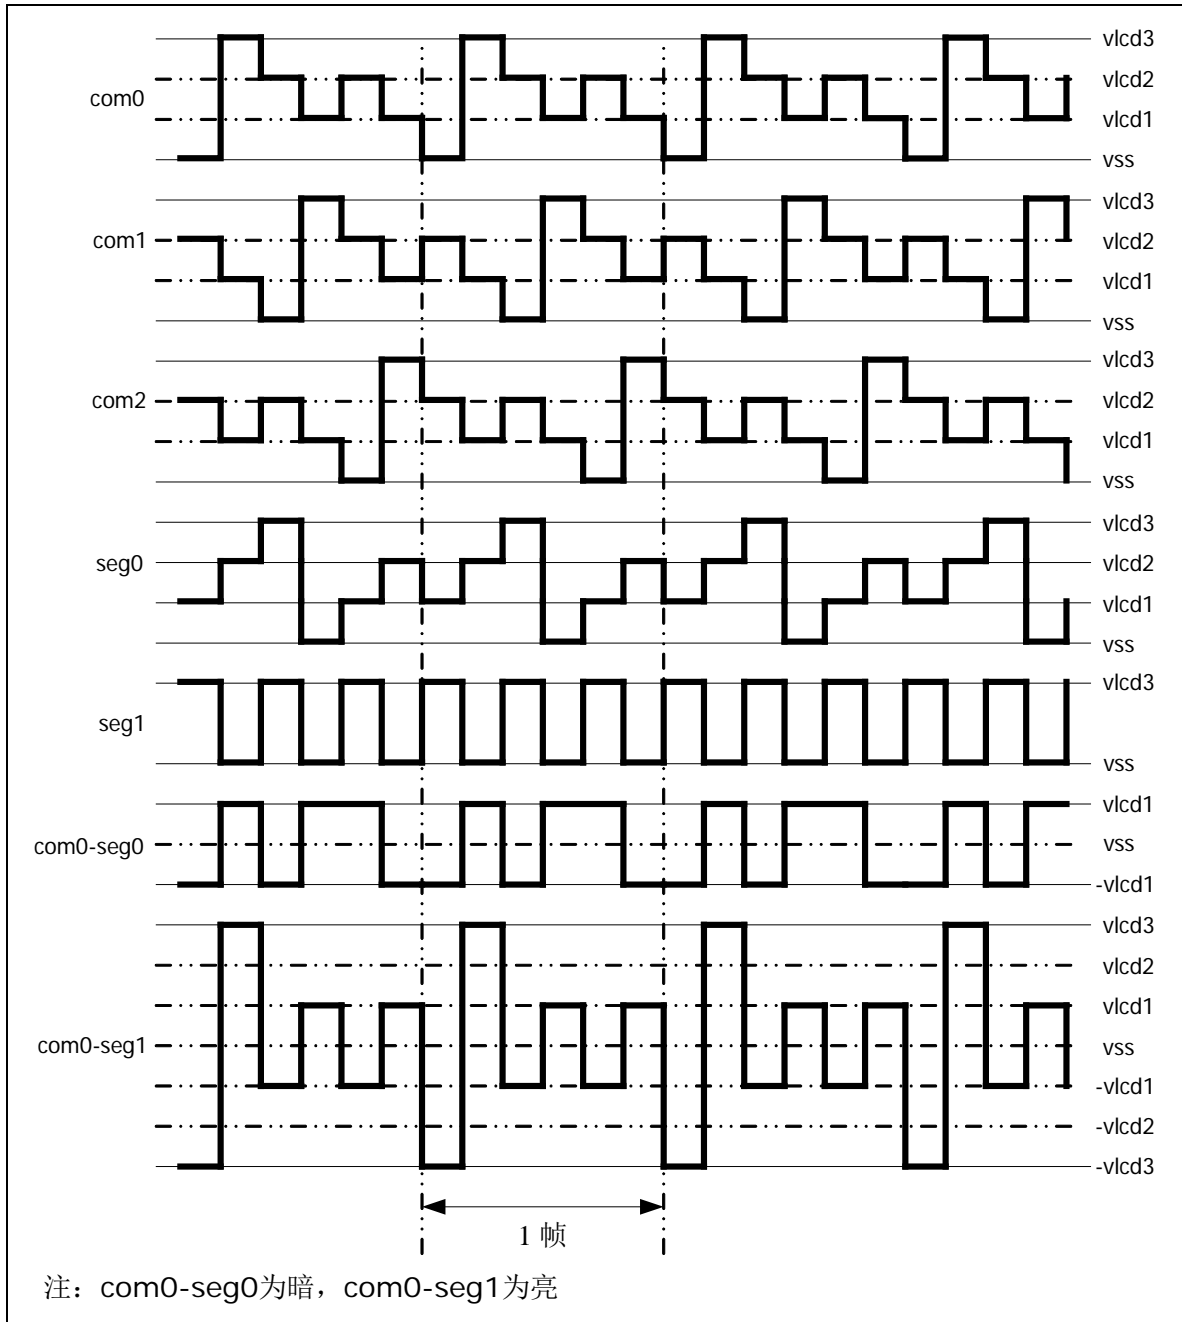 vlcd3
vlcd2
com0
vlcd1
vss
vlcd3
com1
vlcd2
vlcd1
vss
vlcd3
com2
vlcd2
vlcd1
vss
vlcd3
seg0
vlcd2
vlcd1
vss
vlcd3
seg1
vss
vlcd1
com0-seg0
vss
-vlcd1
vlcd3
vlcd2
vlcd1
com0-seg1
vss
-vlcd1
-vlcd2
-vlcd3
1 帧
注：com0-seg0为暗，com0-seg1为亮